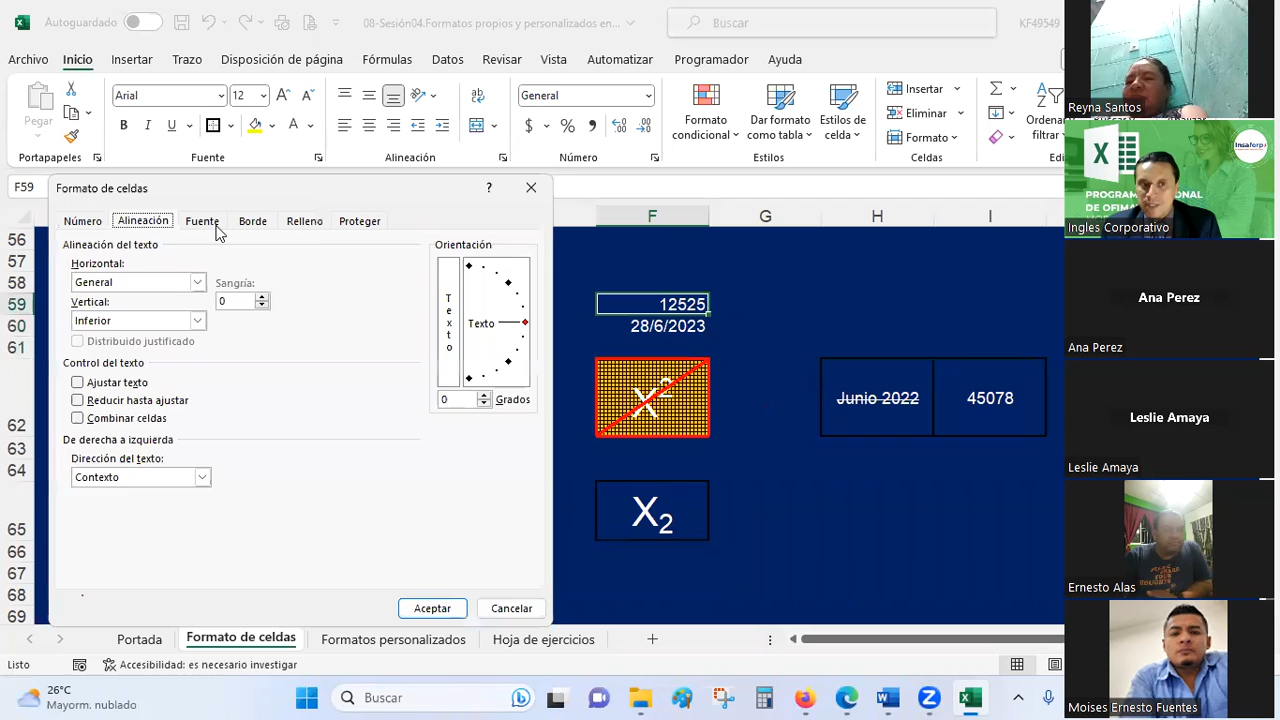 Autoguardado
08-Sesión04.Formatos propios y personalizados en...
Buscar
KF49549
Archivo Inicio Insertar Trazo Disposición de página Fórmulas Datos Revisar Vista Automatizar Programador Ayuda
Pegar
Arial 12
N K S
General
Formato condicional
Dar formato como tabla
Estilos de celda
Insertar
Eliminar
Formato
Ordenar
filtrar
Portapapeles Fuente Alineación Número Estilos Celdas
F59
Formato de celdas
Número Alineación Fuente Borde Relleno Proteger
Alineación del texto
Horizontal:
General
Sangría:
Vertical:
0
Inferior
Distribuido justificado
Control del texto
Ajustar texto
Reducir hasta ajustar
Combinar celdas
De derecha a izquierda
Dirección del texto:
Contexto
Orientación
Texto
Texto
0 Grados
Aceptar Cancelar
F G H I
56
57
58
59
60
61
62
63
64
65
66
67
68
69
12525
28/6/2023
X²
Junio 2022 45078
X₂
Portada Formato de celdas Formatos personalizados Hoja de ejercicios
Listo Accesibilidad: es necesario investigar
26°C
Mayorm. nublado
Buscar
Reyna Santos
Insaforp
Ingles Corporativo
Ana Perez
Ana Perez
Leslie Amaya
Leslie Amaya
Ernesto Alas
Moises Ernesto Fuentes